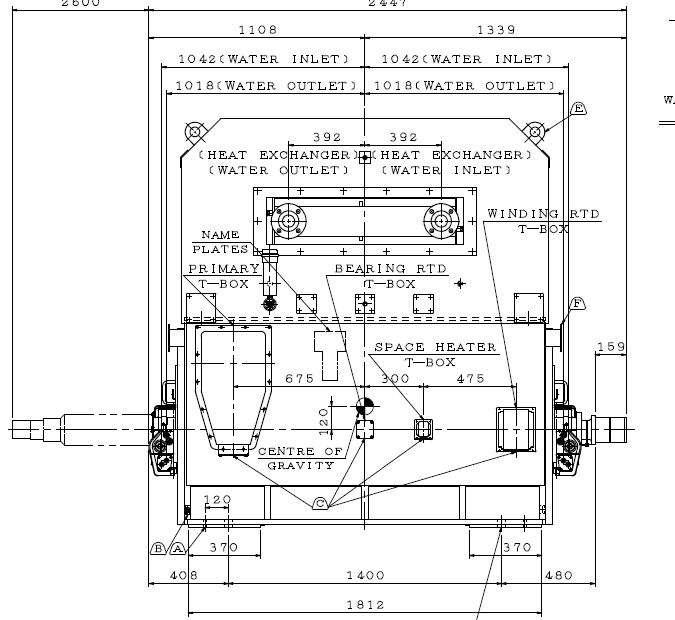 2600
2447
1108
1339
1042(WATER INLET)
1042(WATER INLET)
1018(WATER OUTLET)
1018(WATER OUTLET)
E
392
392
(HEAT EXCHANGER)
(WATER OUTLET)
(HEAT EXCHANGER)
(WATER INLET)
WINDING RTD
T-BOX
NAME
PLATES
PRIMARY
T-BOX
BEARING RTD
T-BOX
F
SPACE HEATER
T-BOX
159
675
300
475
120
CENTRE OF
GRAVITY
C
120
B
A
370
370
408
1400
480
1812